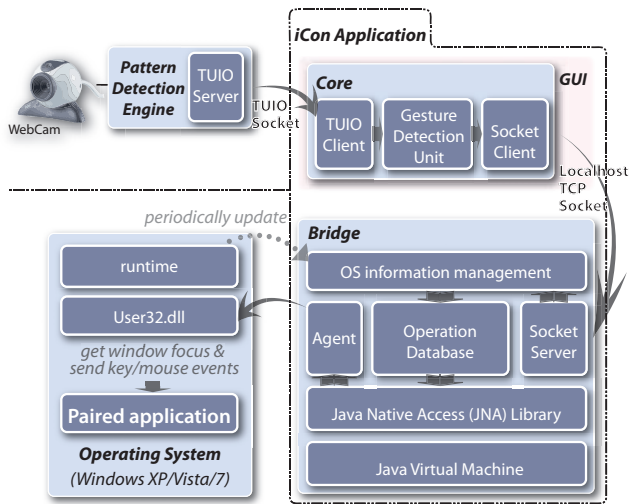 iCon Application
WebCam
Pattern
Detection
Engine
TUIO
Server
TUIO
Socket
Core
GUI
TUIO
Client
Gesture
Detection
Unit
Socket
Client
Localhost
TCP
Socket
periodically update
runtime
User32.dll
get window focus &
send key/mouse events
Paired application
Operating System
(Windows XP/Vista/7)
Bridge
OS information management
Agent
Operation
Database
Socket
Server
Java Native Access (JNA) Library
Java Virtual Machine